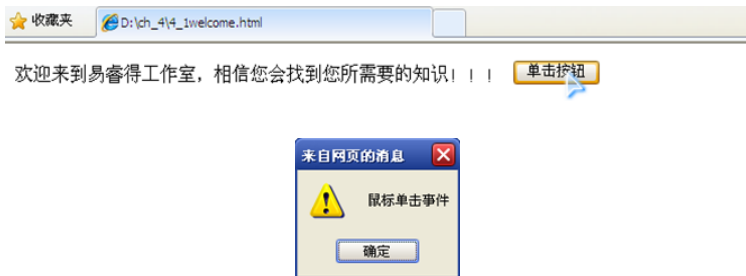 收藏夹 D:\ch_4\4_1welcome.html
欢迎来到易睿得工作室，相信您会找到您所需要的知识！！！ 单击按钮
来自网页的消息
鼠标单击事件
确定